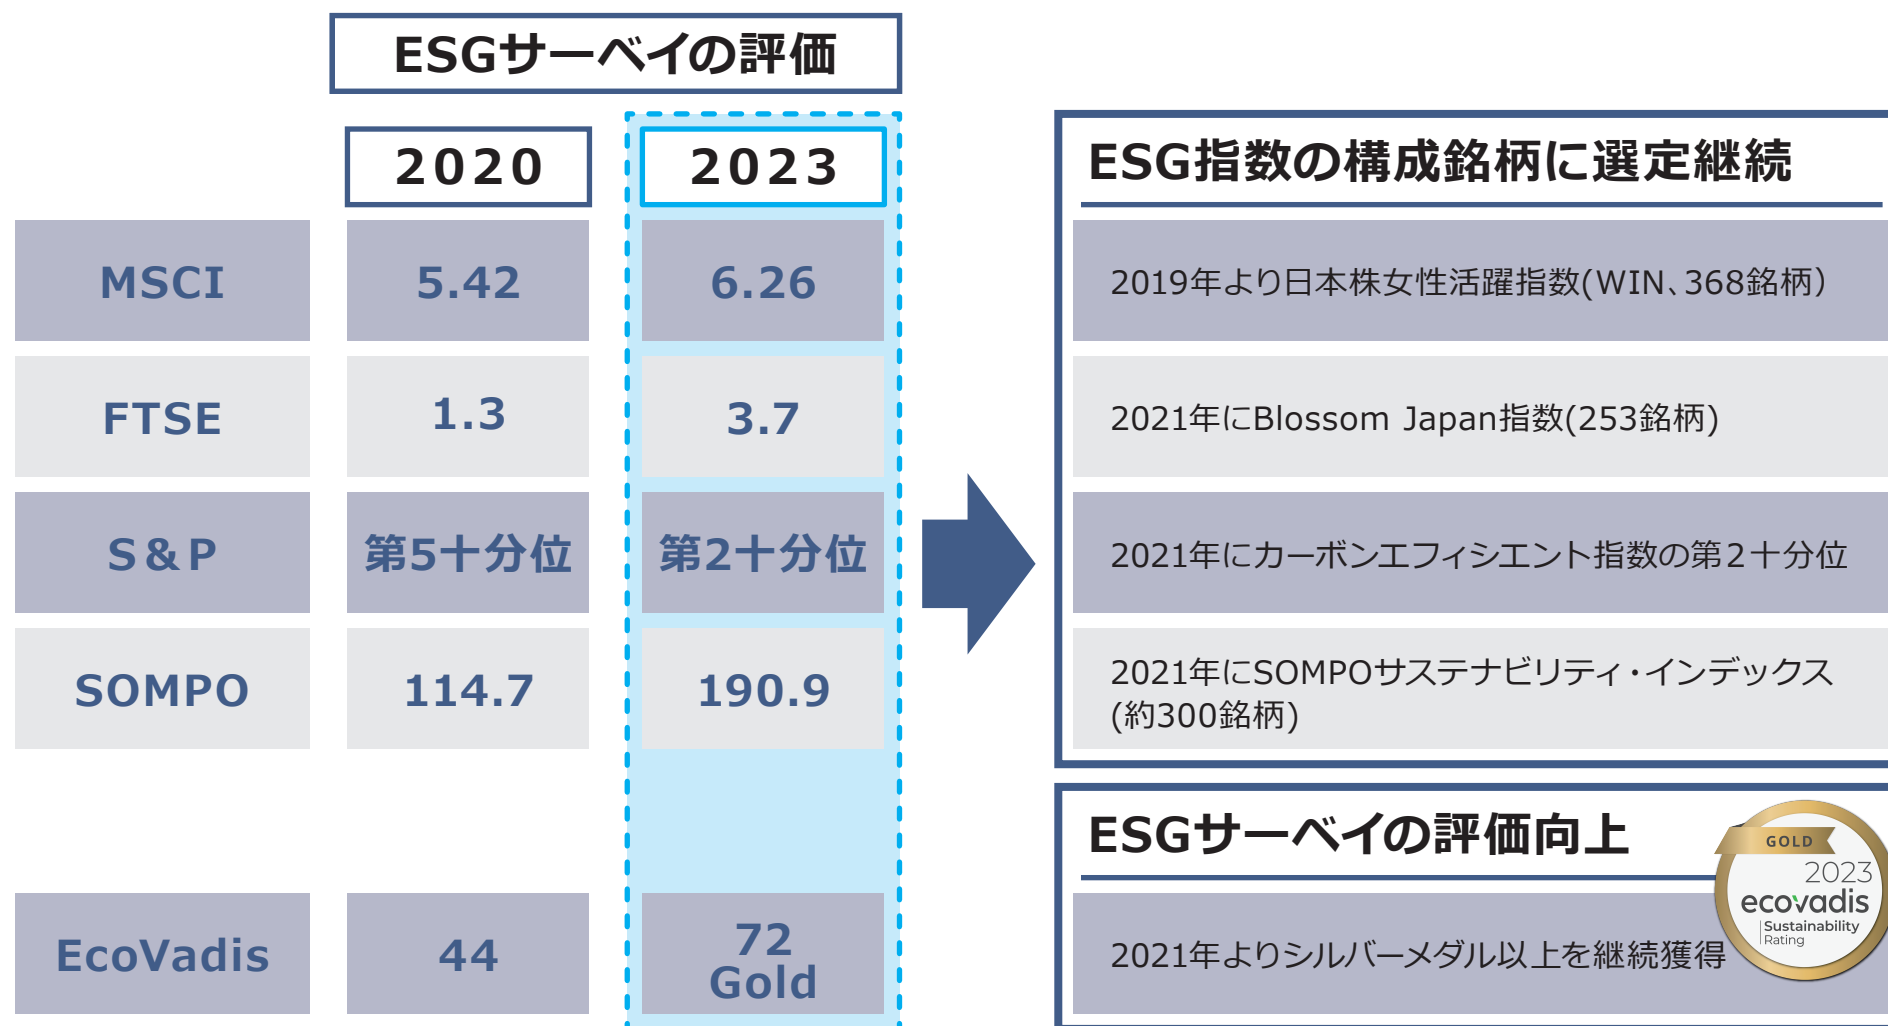 ESGサーベイの評価
2020
2023
MSCI
5.42
6.26
FTSE
1.3
3.7
S&P
第5十分位
第2十分位
SOMPO
114.7
190.9
EcoVadis
44
72
Gold
ESG指数の構成銘柄に選定継続
2019年より日本株女性活躍指数(WIN、368銘柄）
2021年にBlossom Japan指数(253銘柄)
2021年にカーボンエフィシエント指数の第２十分位
2021年にSOMPOサステナビリティ・インデックス
(約300銘柄)
ESGサーベイの評価向上
2021年よりシルバーメダル以上を継続獲得
GOLD
2023
ecovadis
Sustainability
Rating